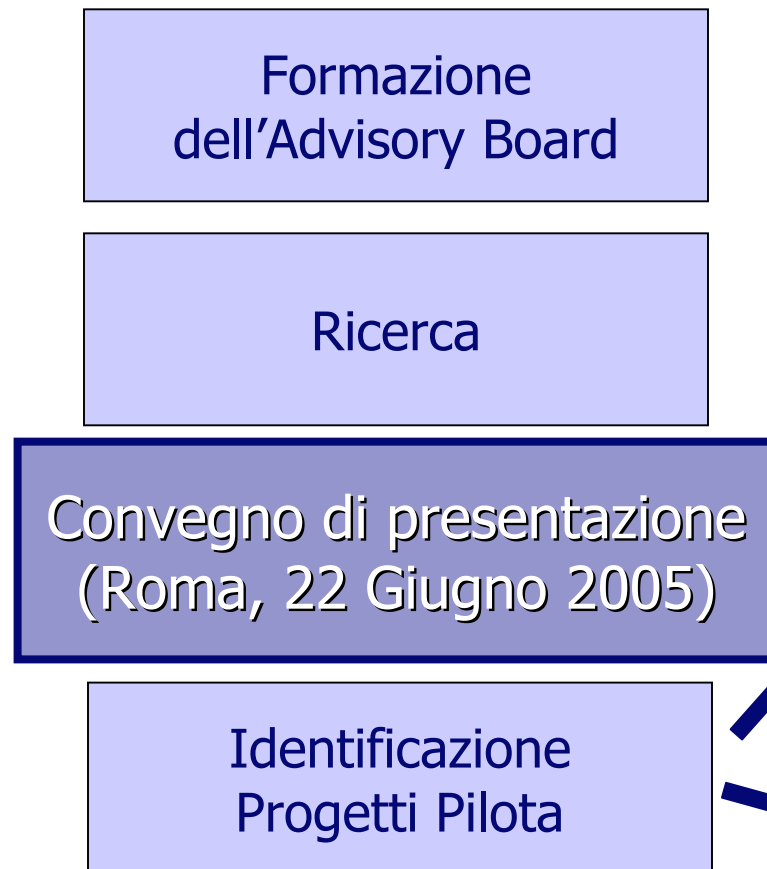 Formazione
dell’Advisory Board
Ricerca
Convegno di presentazione
(Roma, 22 Giugno 2005)
Identificazione
Progetti Pilota